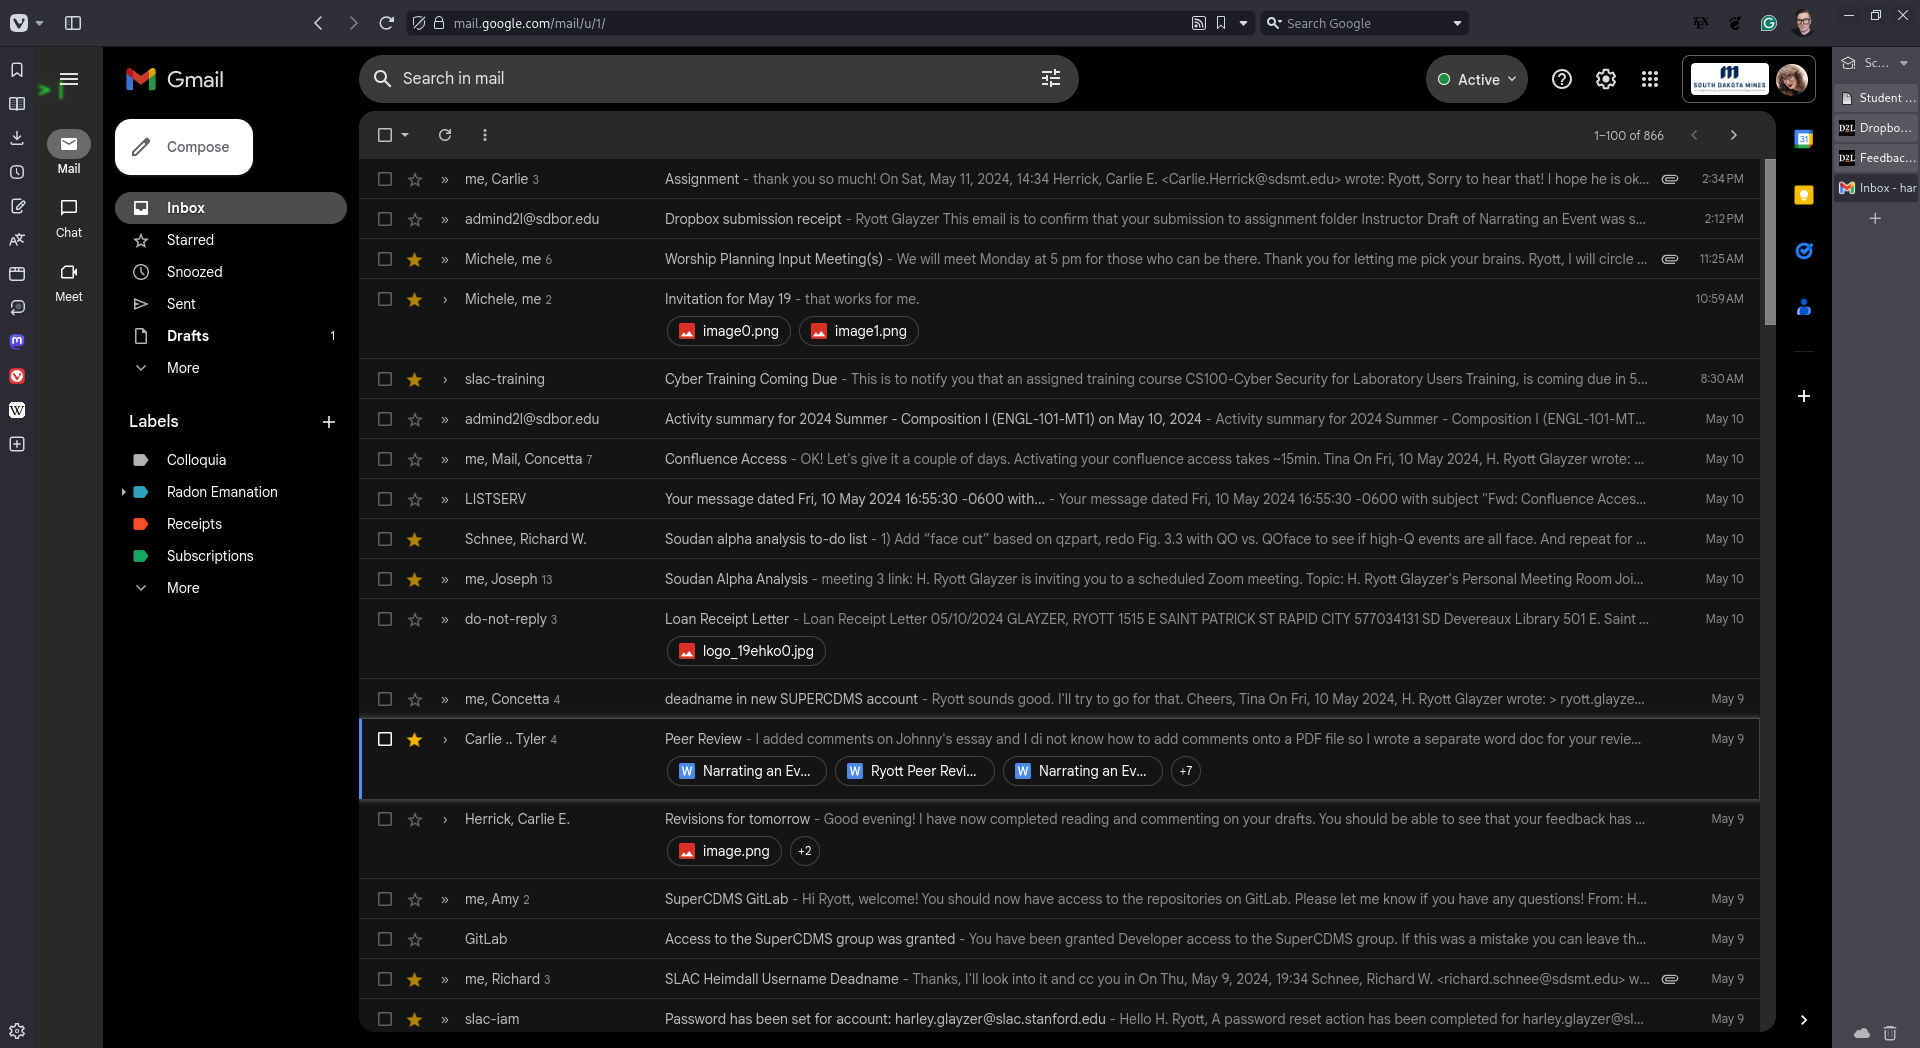 mail.google.com/mail/u/1/
Search Google
Sc...
Student ...
Dropbo...
Feedbac...
Inbox - har
Gmail
Search in mail
Active
SOUTH DAKOTA MINES
Compose
Mail
Chat
Meet
Inbox
Starred
Snoozed
Sent
Drafts 1
More
Labels
Colloquia
Radon Emanation
Receipts
Subscriptions
More
1–100 of 866
me, Carlie 3 Assignment - thank you so much! On Sat, May 11, 2024, 14:34 Herrick, Carlie E. <Carlie.Herrick@sdsmt.edu> wrote: Ryott, Sorry to hear that! I hope he is ok... 2:34 PM
admind2l@sdbor.edu Dropbox submission receipt - Ryott Glayzer This email is to confirm that your submission to assignment folder Instructor Draft of Narrating an Event was s... 2:12 PM
Michele, me 6 Worship Planning Input Meeting(s) - We will meet Monday at 5 pm for those who can be there. Thank you for letting me pick your brains. Ryott, I will circle ... 11:25 AM
Michele, me 2 Invitation for May 19 - that works for me. 10:59 AM
image0.png image1.png
slac-training Cyber Training Coming Due - This is to notify you that an assigned training course CS100-Cyber Security for Laboratory Users Training, is coming due in 5... 8:30 AM
admind2l@sdbor.edu Activity summary for 2024 Summer - Composition I (ENGL-101-MT1) on May 10, 2024 - Activity summary for 2024 Summer - Composition I (ENGL-101-MT... May 10
me, Mail, Concetta 7 Confluence Access - OK! Let's give it a couple of days. Activating your confluence access takes ~15min. Tina On Fri, 10 May 2024, H. Ryott Glayzer wrote: ... May 10
LISTSERV Your message dated Fri, 10 May 2024 16:55:30 -0600 with... - Your message dated Fri, 10 May 2024 16:55:30 -0600 with subject "Fwd: Confluence Acces... May 10
Schnee, Richard W. Soudan alpha analysis to-do list - 1) Add “face cut” based on qzpart, redo Fig. 3.3 with QO vs. QOface to see if high-Q events are all face. And repeat for ... May 10
me, Joseph 13 Soudan Alpha Analysis - meeting 3 link: H. Ryott Glayzer is inviting you to a scheduled Zoom meeting. Topic: H. Ryott Glayzer's Personal Meeting Room Joi... May 10
do-not-reply 3 Loan Receipt Letter - Loan Receipt Letter 05/10/2024 GLAYZER, RYOTT 1515 E SAINT PATRICK ST RAPID CITY 577034131 SD Devereaux Library 501 E. Saint ... May 10
logo_19ehko0.jpg
me, Concetta 4 deadname in new SUPERCDMS account - Ryott sounds good. I'll try to go for that. Cheers, Tina On Fri, 10 May 2024, H. Ryott Glayzer wrote: > ryott.glayze... May 9
Carlie .. Tyler 4 Peer Review - I added comments on Johnny's essay and I di not know how to add comments onto a PDF file so I wrote a separate word doc for your revie... May 9
Narrating an Ev... Ryott Peer Revi... Narrating an Ev... +7
Herrick, Carlie E. Revisions for tomorrow - Good evening! I have now completed reading and commenting on your drafts. You should be able to see that your feedback has ... May 9
image.png +2
me, Amy 2 SuperCDMS GitLab - Hi Ryott, welcome! You should now have access to the repositories on GitLab. Please let me know if you have any questions! From: H... May 9
GitLab Access to the SuperCDMS group was granted - You have been granted Developer access to the SuperCDMS group. If this was a mistake you can leave th... May 9
me, Richard 3 SLAC Heimdall Username Deadname - Thanks, I'll look into it and cc you in On Thu, May 9, 2024, 19:34 Schnee, Richard W. <richard.schnee@sdsmt.edu> w... May 9
slac-iam Password has been set for account: harley.glayzer@slac.stanford.edu - Hello H. Ryott, A password reset action has been completed for harley.glayzer@sl... May 9